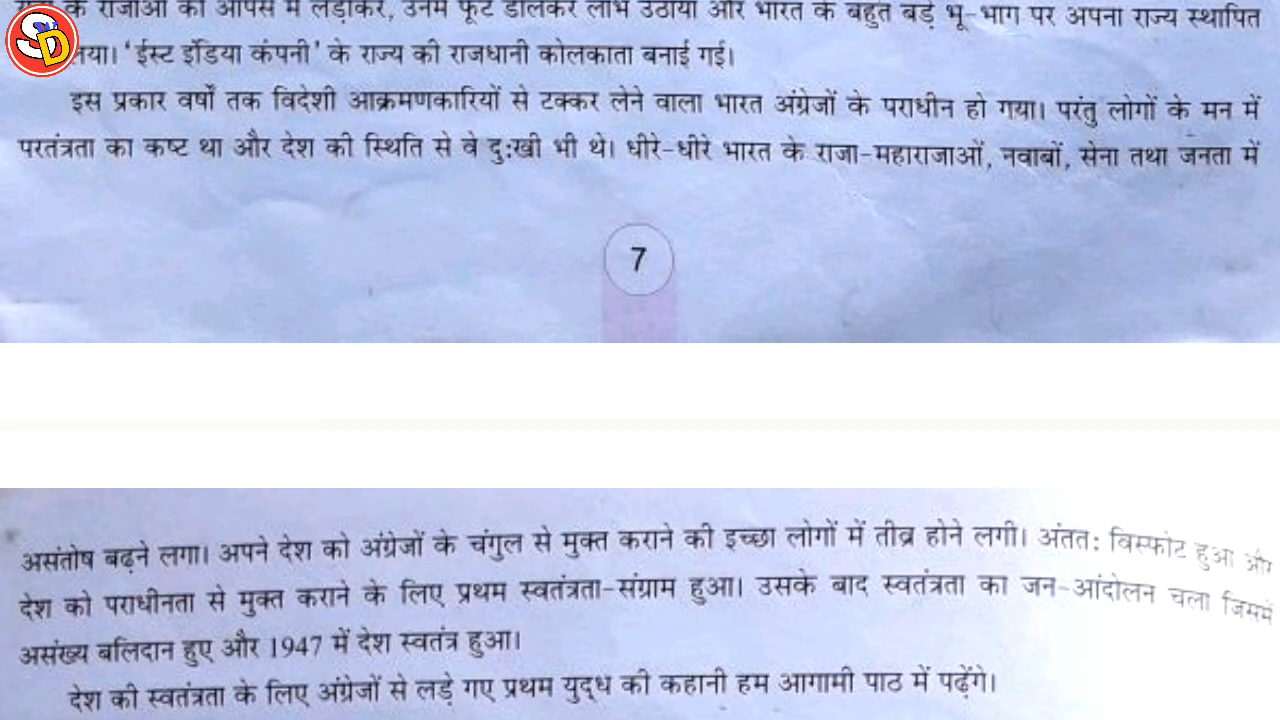 के राजाओं को आपस में लड़ाकर, उनमें फूट डालकर लाभ उठाया और भारत के बहुत बड़े भू-भाग पर अपना राज्य स्थापित
SD
'ईस्ट इंडिया कंपनी' के राज्य की राजधानी कोलकाता बनाई गई।
इस प्रकार वर्षों तक विदेशी आक्रमणकारियों से टक्कर लेने वाला भारत अंग्रेजों के पराधीन हो गया। परंतु लोगों के मन में
परतंत्रता का कष्ट था और देश की स्थिति से वे दुःखी भी थे। धीरे-धीरे भारत के राजा-महाराजाओं, नवाबों, सेना तथा जनता में
7
असंतोष बढ़ने लगा। अपने देश को अंग्रेजों के चंगुल से मुक्त कराने की इच्छा लोगों में तीव्र होने लगी। अंततः विस्फोट हुआ और
देश को पराधीनता से मुक्त कराने के लिए प्रथम स्वतंत्रता-संग्राम हुआ। उसके बाद स्वतंत्रता का जन-आंदोलन चला जिसमें
असंख्य बलिदान हुए और 1947 में देश स्वतंत्र हुआ।
देश की स्वतंत्रता के लिए अंग्रेजों से लड़े गए प्रथम युद्ध की कहानी हम आगामी पाठ में पढ़ेंगे।